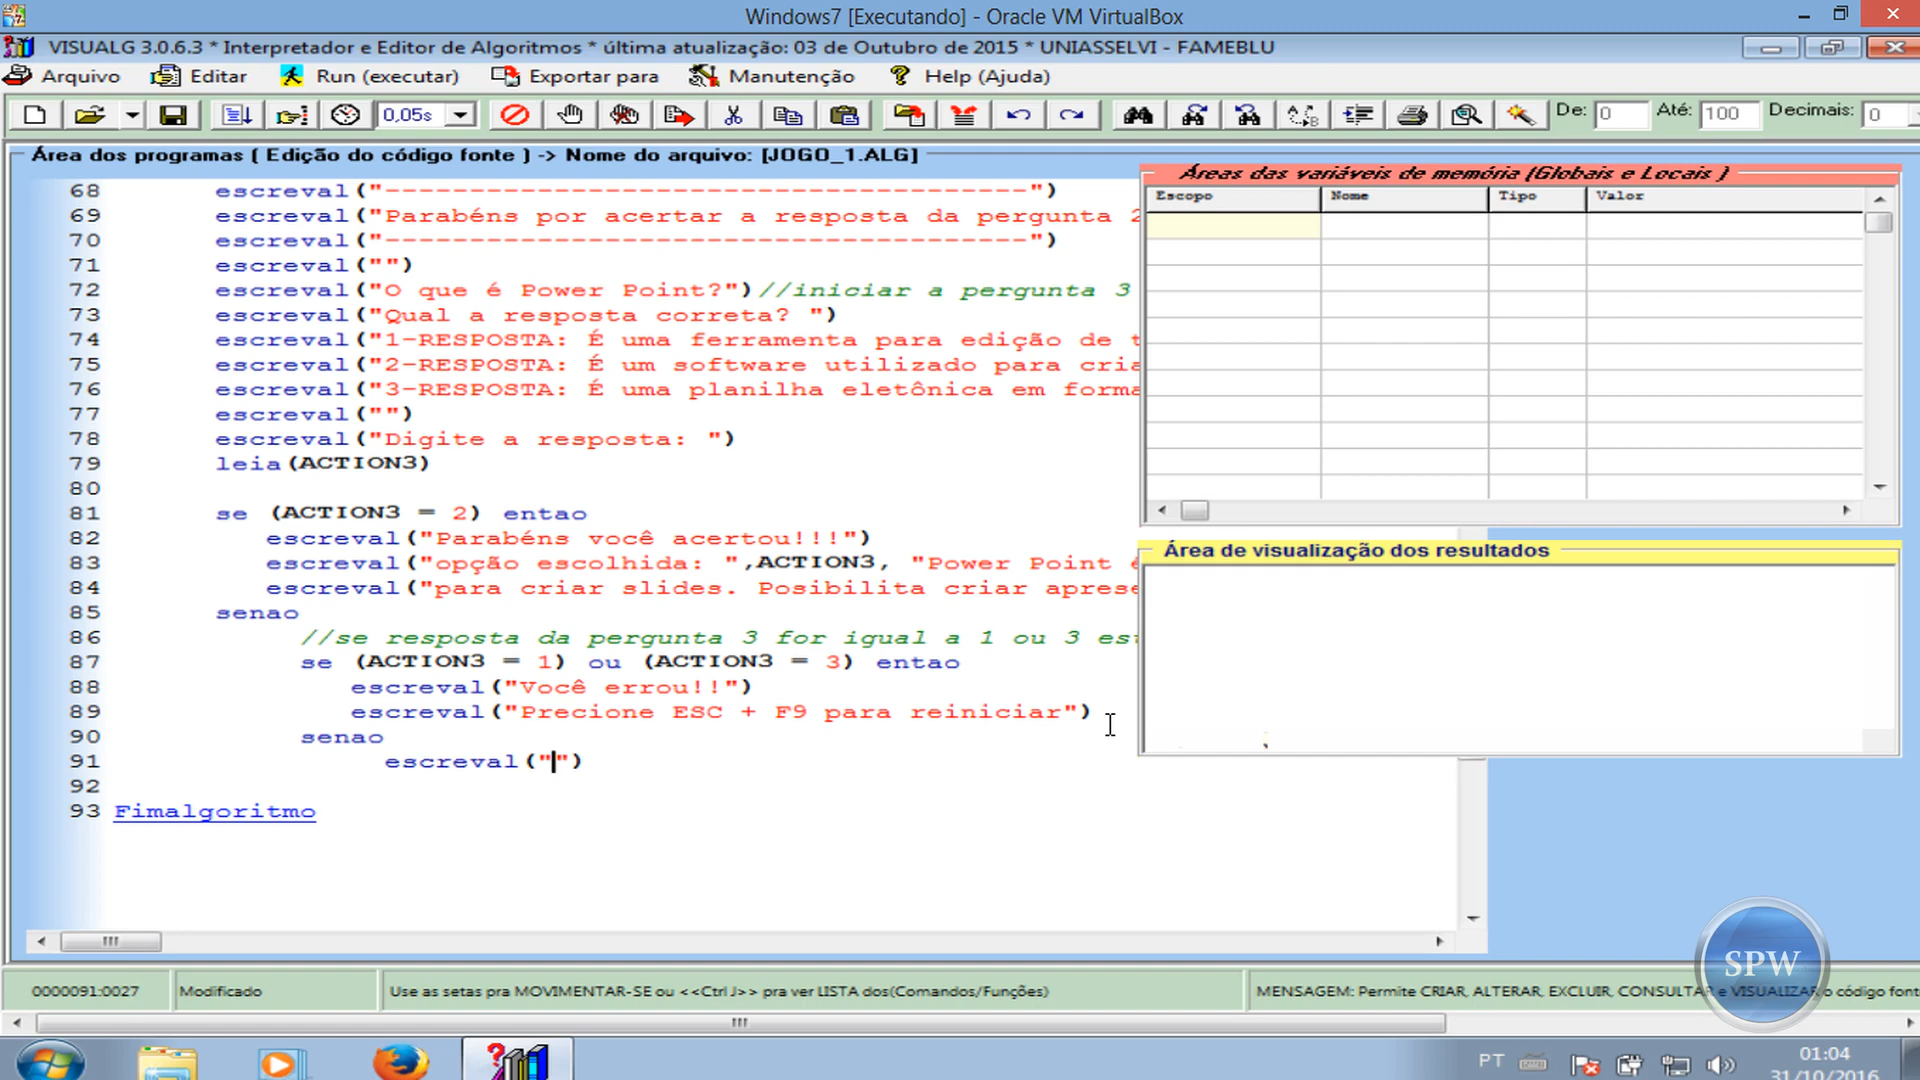 Windows7 [Executando] - Oracle VM VirtualBox
VISUALG 3.0.6.3 * Interpretador e Editor de Algoritmos * última atualização: 03 de Outubro de 2015 * UNIASSELVI - FAMEBLU
Arquivo Editar Run (executar) Exportar para Manutenção Help (Ajuda)
0,05s De: 0 Até: 100 Decimais: 0
Área dos programas ( Edição do código fonte ) -> Nome do arquivo: [JOGO_1.ALG]
68 escreval("--------------------------------------")
69 escreval("Parabéns por acertar a resposta da pergunta 2
70 escreval("--------------------------------------")
71 escreval("")
72 escreval("O que é Power Point?")//iniciar a pergunta 3
73 escreval("Qual a resposta correta? ")
74 escreval("1-RESPOSTA: É uma ferramenta para edição de t
75 escreval("2-RESPOSTA: É um software utilizado para cria
76 escreval("3-RESPOSTA: É uma planilha eletônica em forma
77 escreval("")
78 escreval("Digite a resposta: ")
79 leia(ACTION3)
80
81 se (ACTION3 = 2) entao
82 escreval("Parabéns você acertou!!!")
83 escreval("opção escolhida: ",ACTION3, "Power Point é
84 escreval("para criar slides. Posibilita criar aprese
85 senao
86 //se resposta da pergunta 3 for igual a 1 ou 3 est
87 se (ACTION3 = 1) ou (ACTION3 = 3) entao
88 escreval("Você errou!!")
89 escreval("Precione ESC + F9 para reiniciar")
90 senao
91 escreval("")
92
93 Fimalgoritmo
Áreas das variáveis de memória (Globais e Locais )
Escopo Nome Tipo Valor
Área de visualização dos resultados
SPW
0000091:0027 Modificado Use as setas pra MOVIMENTAR-SE ou <<Ctrl J>> pra ver LISTA dos(Comandos/Funções) MENSAGEM: Permite CRIAR, ALTERAR, EXCLUIR, CONSULTAR e VISUALIZAR o código font
PT 01:04
31/10/2016